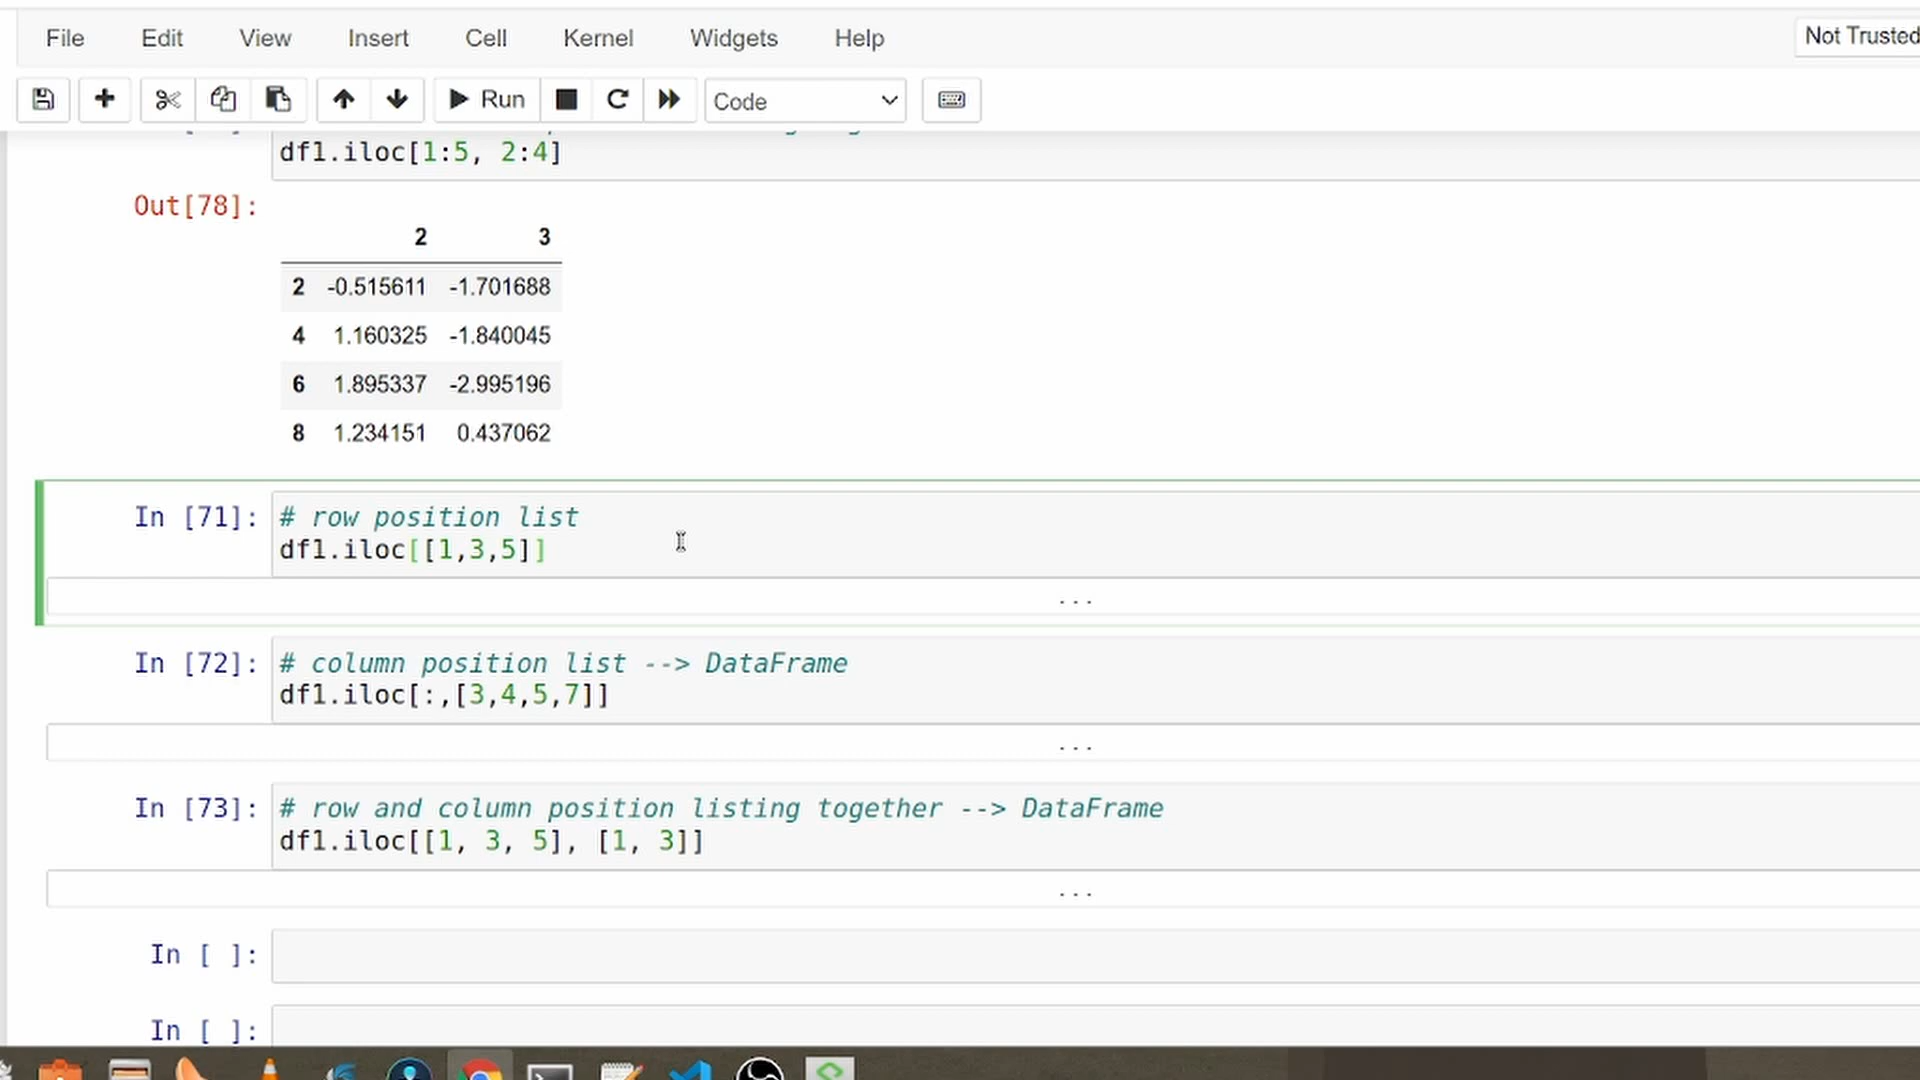 File Edit View Insert Cell Kernel Widgets Help Not Trusted
Run Code
df1.iloc[1:5, 2:4]
Out[78]:
2 3
2 -0.515611 -1.701688
4 1.160325 -1.840045
6 1.895337 -2.995196
8 1.234151 0.437062
In [71]: # row position list
df1.iloc[[1,3,5]]
...
In [72]: # column position list --> DataFrame
df1.iloc[:,[3,4,5,7]]
...
In [73]: # row and column position listing together --> DataFrame
df1.iloc[[1, 3, 5], [1, 3]]
...
In [ ]:
In [ ]: